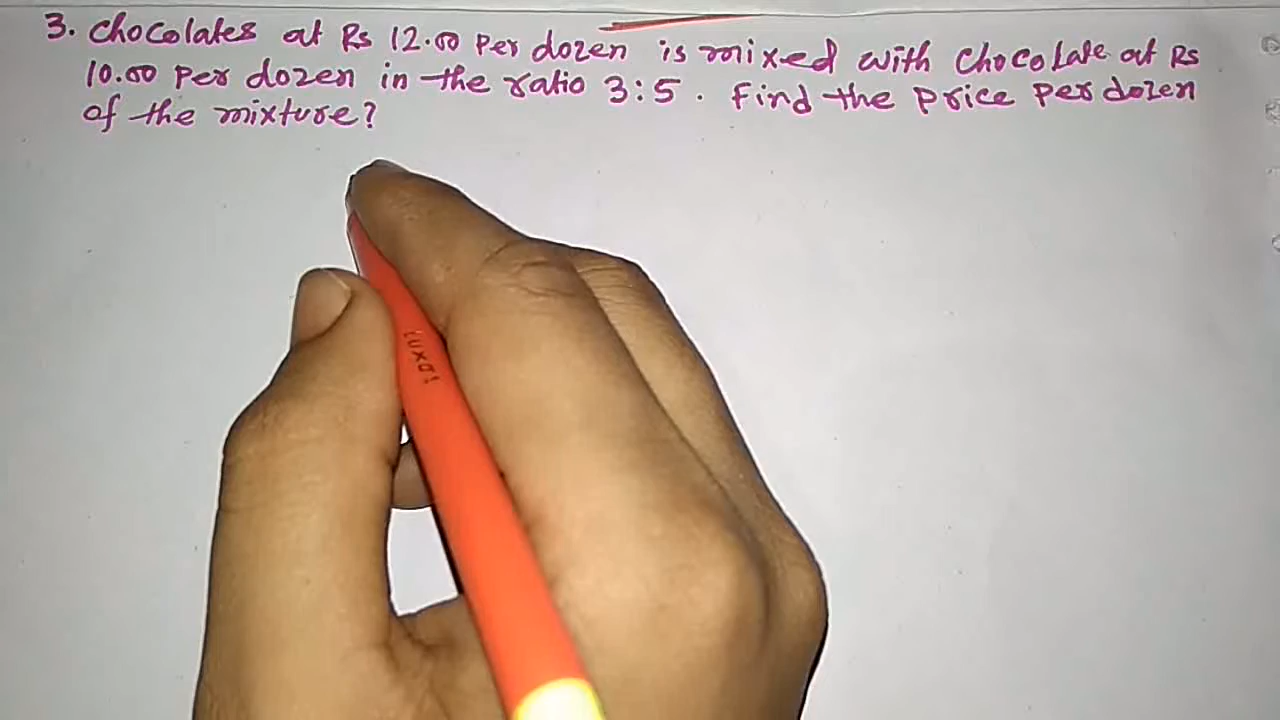 3. Chocolates at Rs 12.00 Per dozen is mixed with chocolate at Rs
10.00 Per dozen in the ratio 3:5. Find the price per dozen
of the mixture?
Luxor